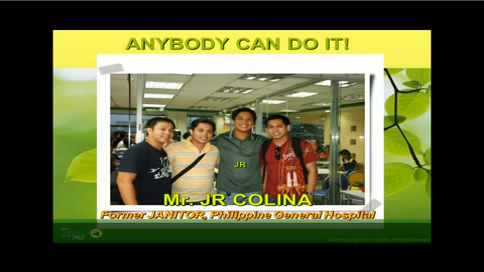 ANYBODY CAN DO IT!
JR
Mr. JR COLINA
Former JANITOR, Philippine General Hospital